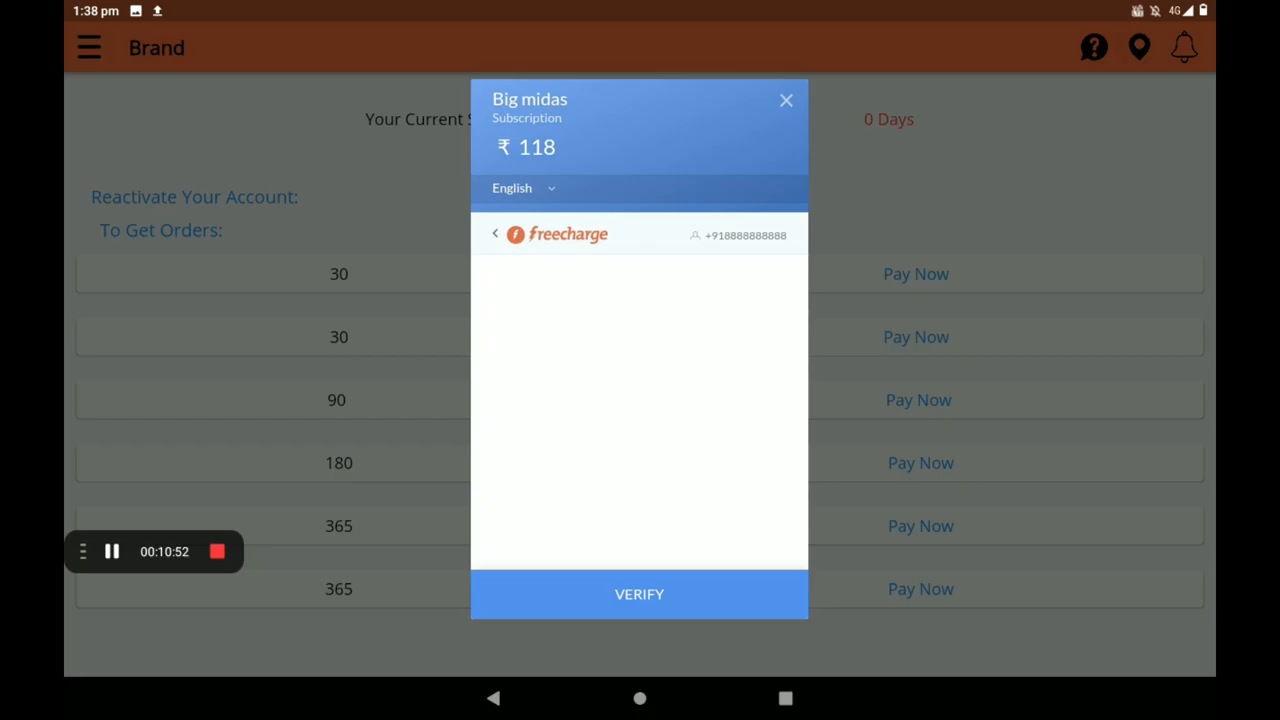 1:38 pm
4G
Brand
Big midas
Subscription
₹ 118
English
freecharge
+918888888888
VERIFY
Your Current S
0 Days
Reactivate Your Account:
To Get Orders:
30 Pay Now
30 Pay Now
90 Pay Now
180 Pay Now
365 Pay Now
365 Pay Now
00:10:52